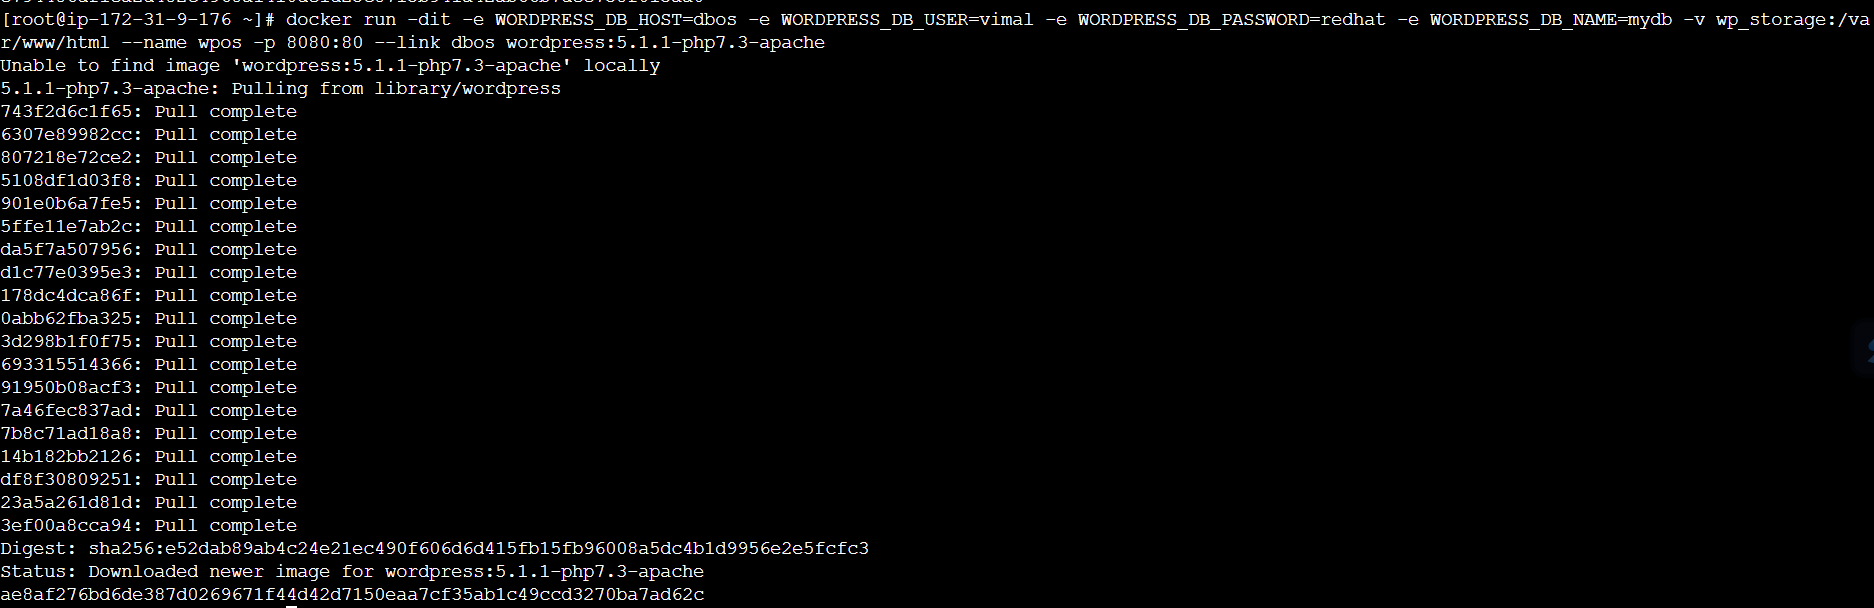 [root@ip-172-31-9-176 ~]# docker run -dit -e WORDPRESS_DB_HOST=dbos -e WORDPRESS_DB_USER=vimal -e WORDPRESS_DB_PASSWORD=redhat -e WORDPRESS_DB_NAME=mydb -v wp_storage:/va
r/www/html --name wpos -p 8080:80 --link dbos wordpress:5.1.1-php7.3-apache
Unable to find image 'wordpress:5.1.1-php7.3-apache' locally
5.1.1-php7.3-apache: Pulling from library/wordpress
743f2d6c1f65: Pull complete
6307e89982cc: Pull complete
807218e72ce2: Pull complete
5108df1d03f8: Pull complete
901e0b6a7fe5: Pull complete
5ffe11e7ab2c: Pull complete
da5f7a507956: Pull complete
d1c77e0395e3: Pull complete
178dc4dca86f: Pull complete
0abb62fba325: Pull complete
3d298b1f0f75: Pull complete
693315514366: Pull complete
91950b08acf3: Pull complete
7a46fec837ad: Pull complete
7b8c71ad18a8: Pull complete
14b182bb2126: Pull complete
df8f30809251: Pull complete
23a5a261d81d: Pull complete
3ef00a8cca94: Pull complete
Digest: sha256:e52dab89ab4c24e21ec490f606d6d415fb15fb96008a5dc4b1d9956e2e5fcfc3
Status: Downloaded newer image for wordpress:5.1.1-php7.3-apache
ae8af276bd6de387d0269671f44d42d7150eaa7cf35ab1c49ccd3270ba7ad62c